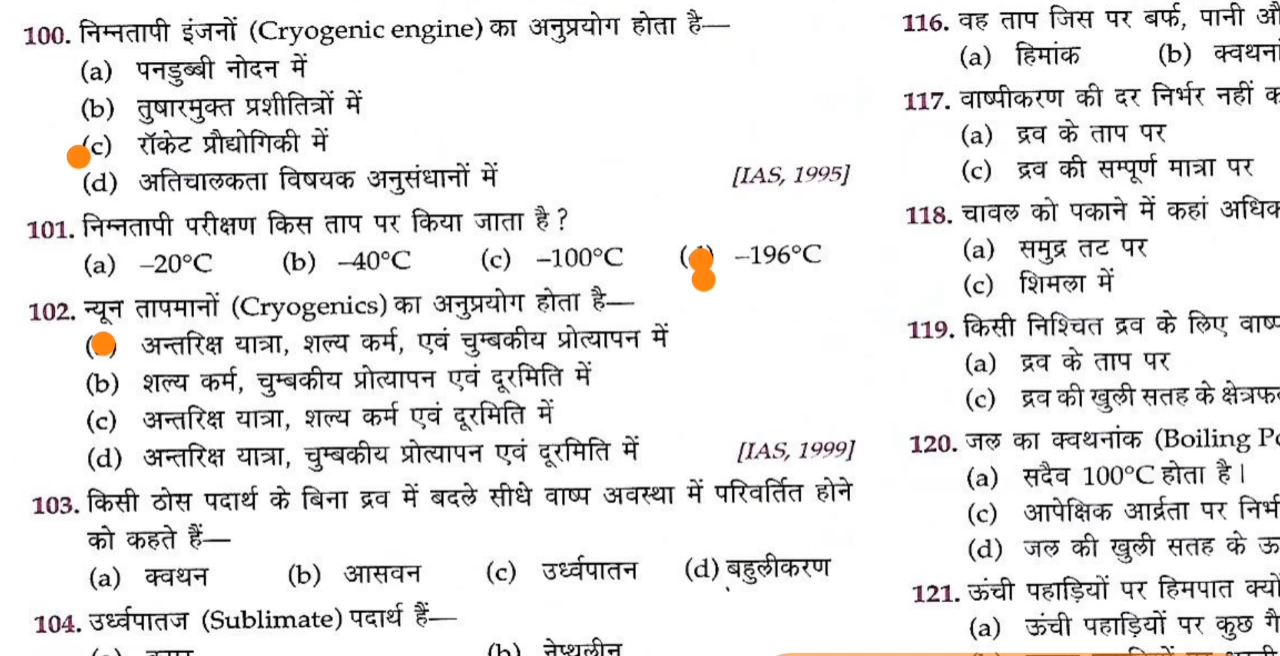 100. निम्नतापी इंजनों (Cryogenic engine) का अनुप्रयोग होता है—
(a) पनडुब्बी नोदन में
(b) तुषारमुक्त प्रशीतित्रों में
(c) रॉकेट प्रौद्योगिकी में
(d) अतिचालकता विषयक अनुसंधानों में [IAS, 1995]
101. निम्नतापी परीक्षण किस ताप पर किया जाता है ?
(a) –20°C (b) –40°C (c) –100°C –196°C
102. न्यून तापमानों (Cryogenics) का अनुप्रयोग होता है—
अन्तरिक्ष यात्रा, शल्य कर्म, एवं चुम्बकीय प्रोत्यापन में
(b) शल्य कर्म, चुम्बकीय प्रोत्यापन एवं दूरमिति में
(c) अन्तरिक्ष यात्रा, शल्य कर्म एवं दूरमिति में
(d) अन्तरिक्ष यात्रा, चुम्बकीय प्रोत्यापन एवं दूरमिति में [IAS, 1999]
103. किसी ठोस पदार्थ के बिना द्रव में बदले सीधे वाष्प अवस्था में परिवर्तित होने
को कहते हैं—
(a) क्वथन (b) आसवन (c) उर्ध्वपातन (d) बहुलीकरण
104. उर्ध्वपातज (Sublimate) पदार्थ हैं—
(b) नेफ्थलीन
116. वह ताप जिस पर बर्फ, पानी
(a) हिमांक (b)
117. वाष्पीकरण की दर निर्भर नहीं
(a) द्रव के ताप पर
(c) द्रव की सम्पूर्ण मात्रा पर
118. चावल को पकाने में कहां
(a) समुद्र तट पर
(c) शिमला में
119. किसी निश्चित द्रव के लिए
(a) द्रव के ताप पर
(c) द्रव की खुली सतह के
120. जल का क्वथनांक (Boiling
(a) सदैव 100°C होता है।
(c) आपेक्षिक आर्द्रता पर
(d) जल की खुली सतह के
121. ऊंची पहाड़ियों पर हिमपात
(a) ऊंची पहाड़ियों पर कुछ